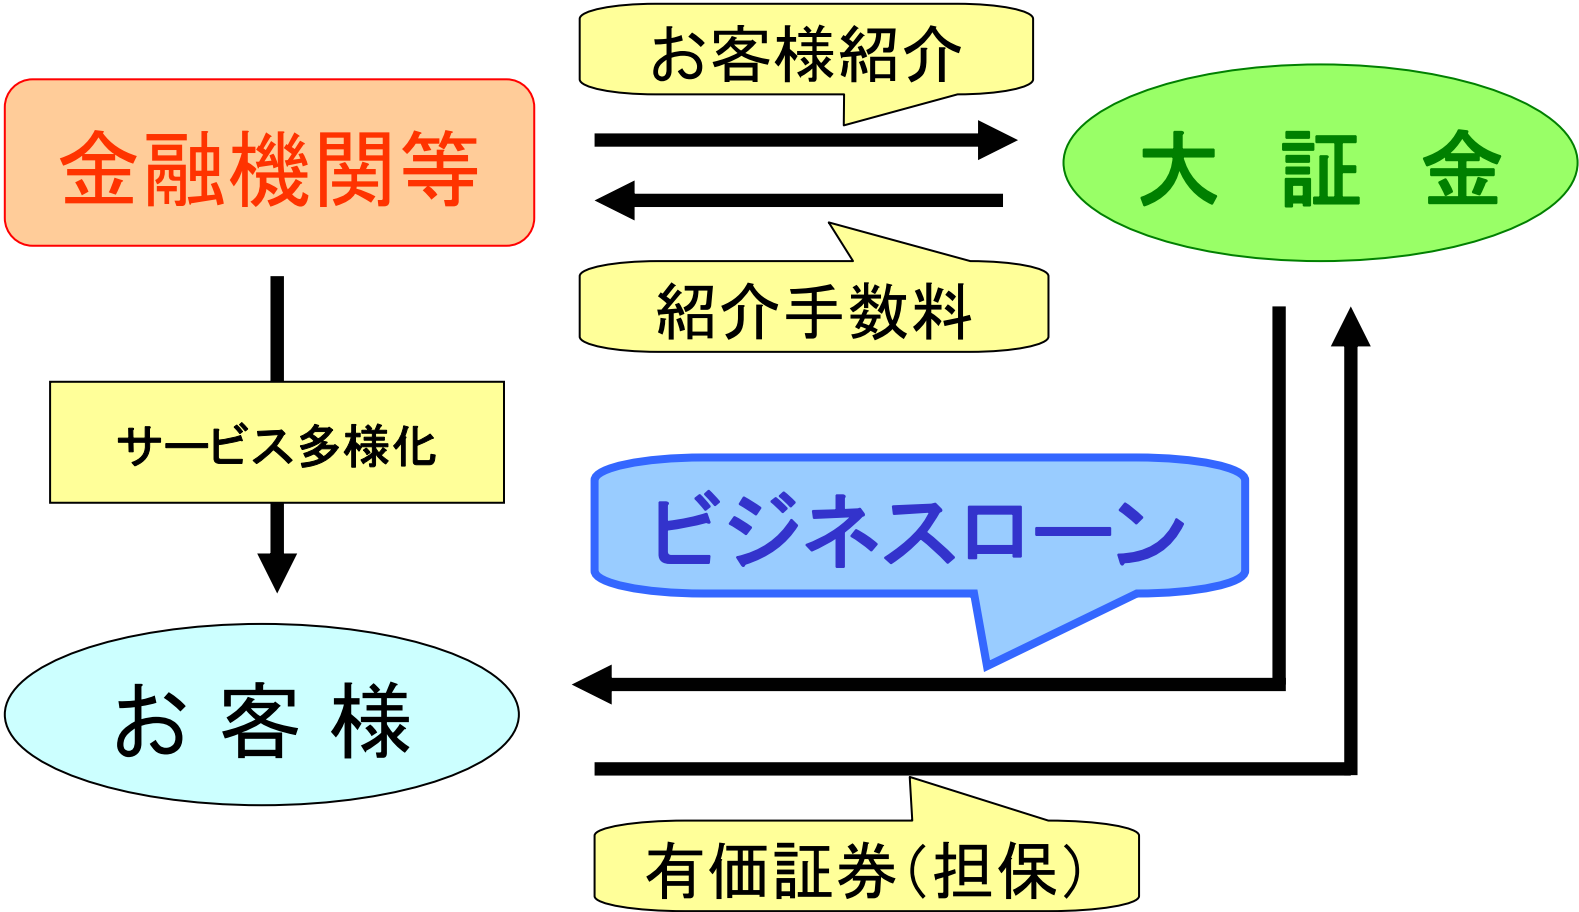 お客様紹介
金融機関等
大 証 金
紹介手数料
サービス多様化
ビジネスローン
お 客 様
有価証券（担保）